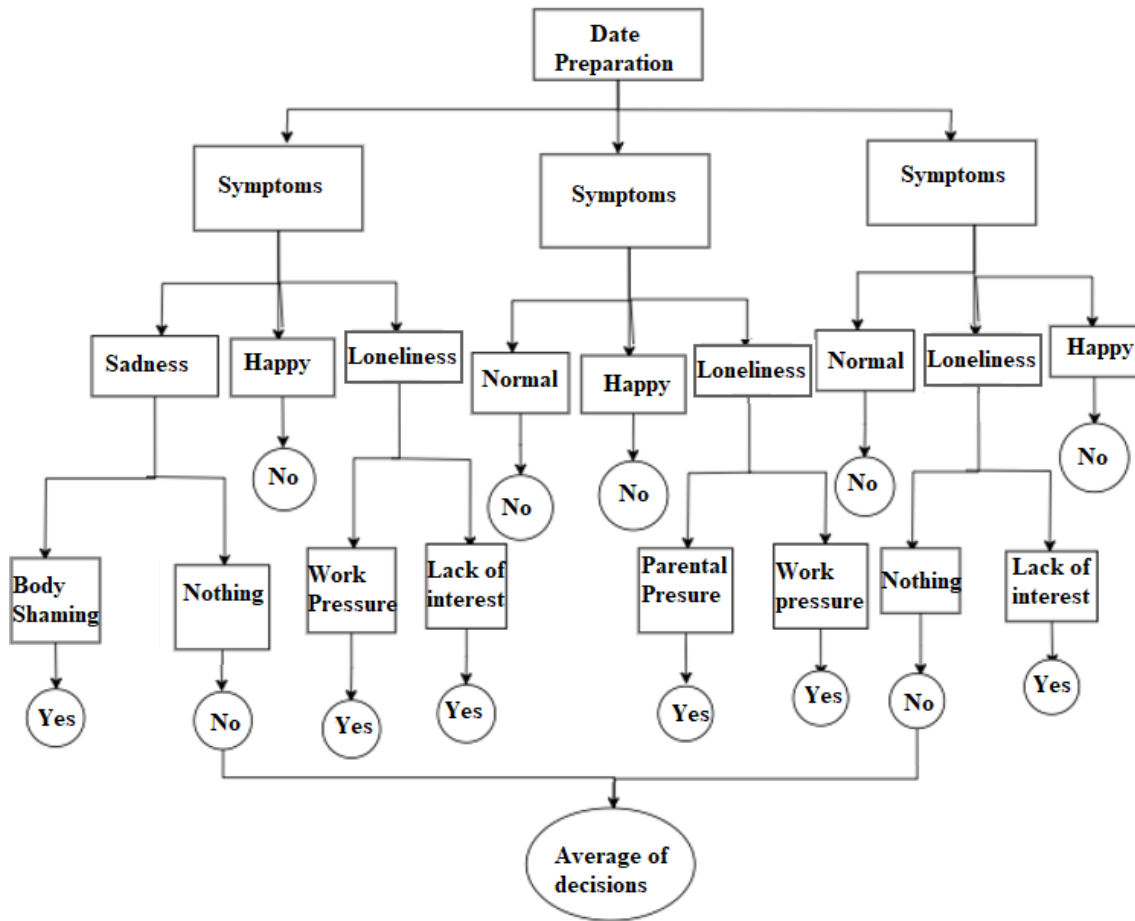 Date
Preparation
Symptoms
Symptoms
Symptoms
Sadness
Happy
Loneliness
Normal
Happy
Loneliness
Normal
Loneliness
Happy
No
No
No
No
No
Body
Shaming
Nothing
Work
Pressure
Lack of
interest
Parental
Presure
Work
pressure
Nothing
Lack of
interest
Yes
No
Yes
Yes
Yes
Yes
No
Yes
Average of
decisions